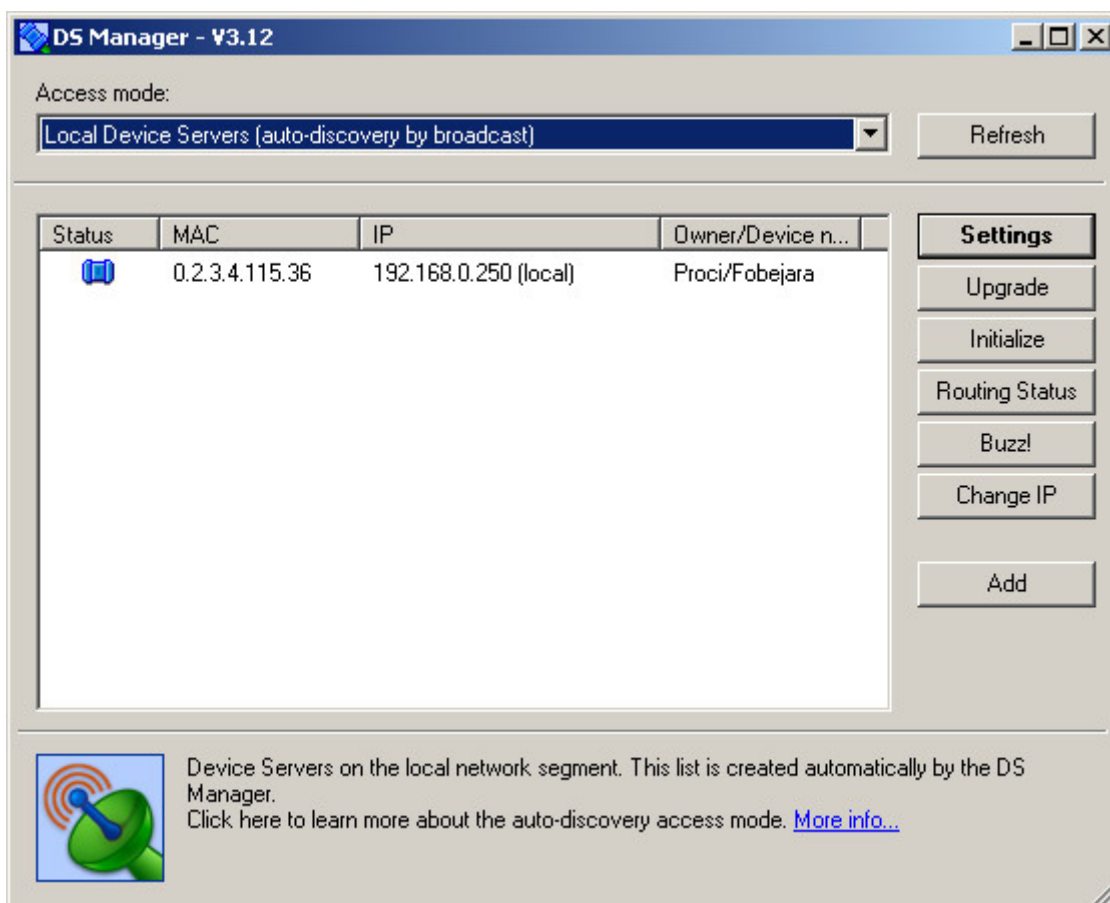 DS Manager - V3.12
Access mode:
Local Device Servers (auto-discovery by broadcast)
Refresh
Status MAC IP Owner/Device n...
0.2.3.4.115.36 192.168.0.250 (local) Proci/Fobejara
Settings
Upgrade
Initialize
Routing Status
Buzz!
Change IP
Add
Device Servers on the local network segment. This list is created automatically by the DS
Manager.
Click here to learn more about the auto-discovery access mode. More info...